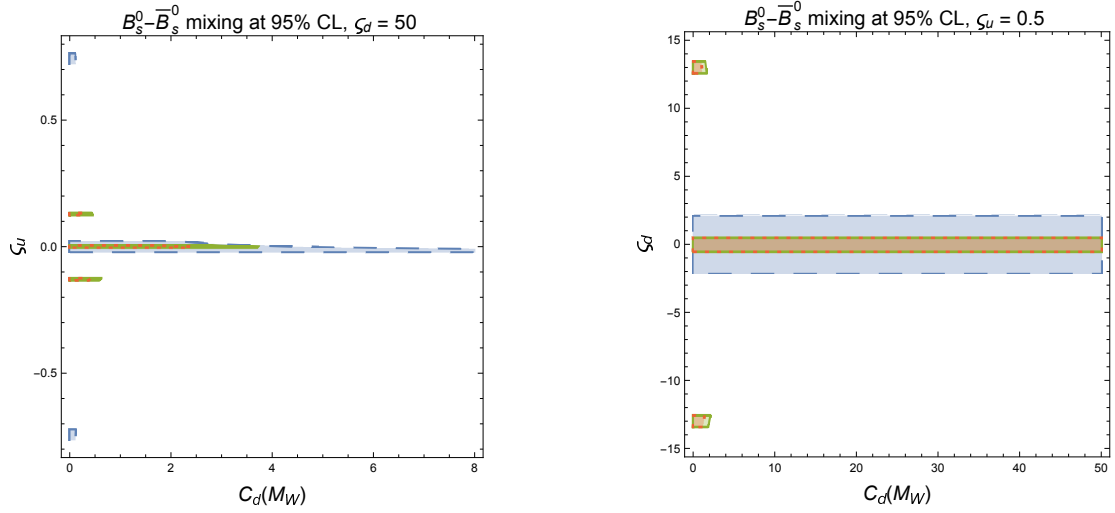 B_s^0–B̅_s^0 mixing at 95% CL, ς_d = 50
0.5
0.0
−0.5
ς_u
0 2 4 6 8
C_d(M_W)
B_s^0–B̅_s^0 mixing at 95% CL, ς_u = 0.5
15
10
5
0
−5
−10
−15
ς_d
0 10 20 30 40 50
C_d(M_W)